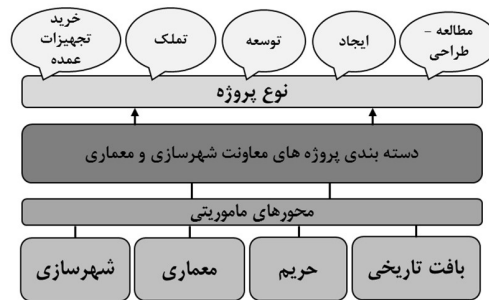 مطالعه –
طراحی
ایجاد
توسعه
تملک
خرید
تجهیزات
عمده
نوع پروژه
دسته بندی پروژه های معاونت شهرسازی و معماری
محورهای ماموریتی
بافت تاریخی
حریم
معماری
شهرسازی